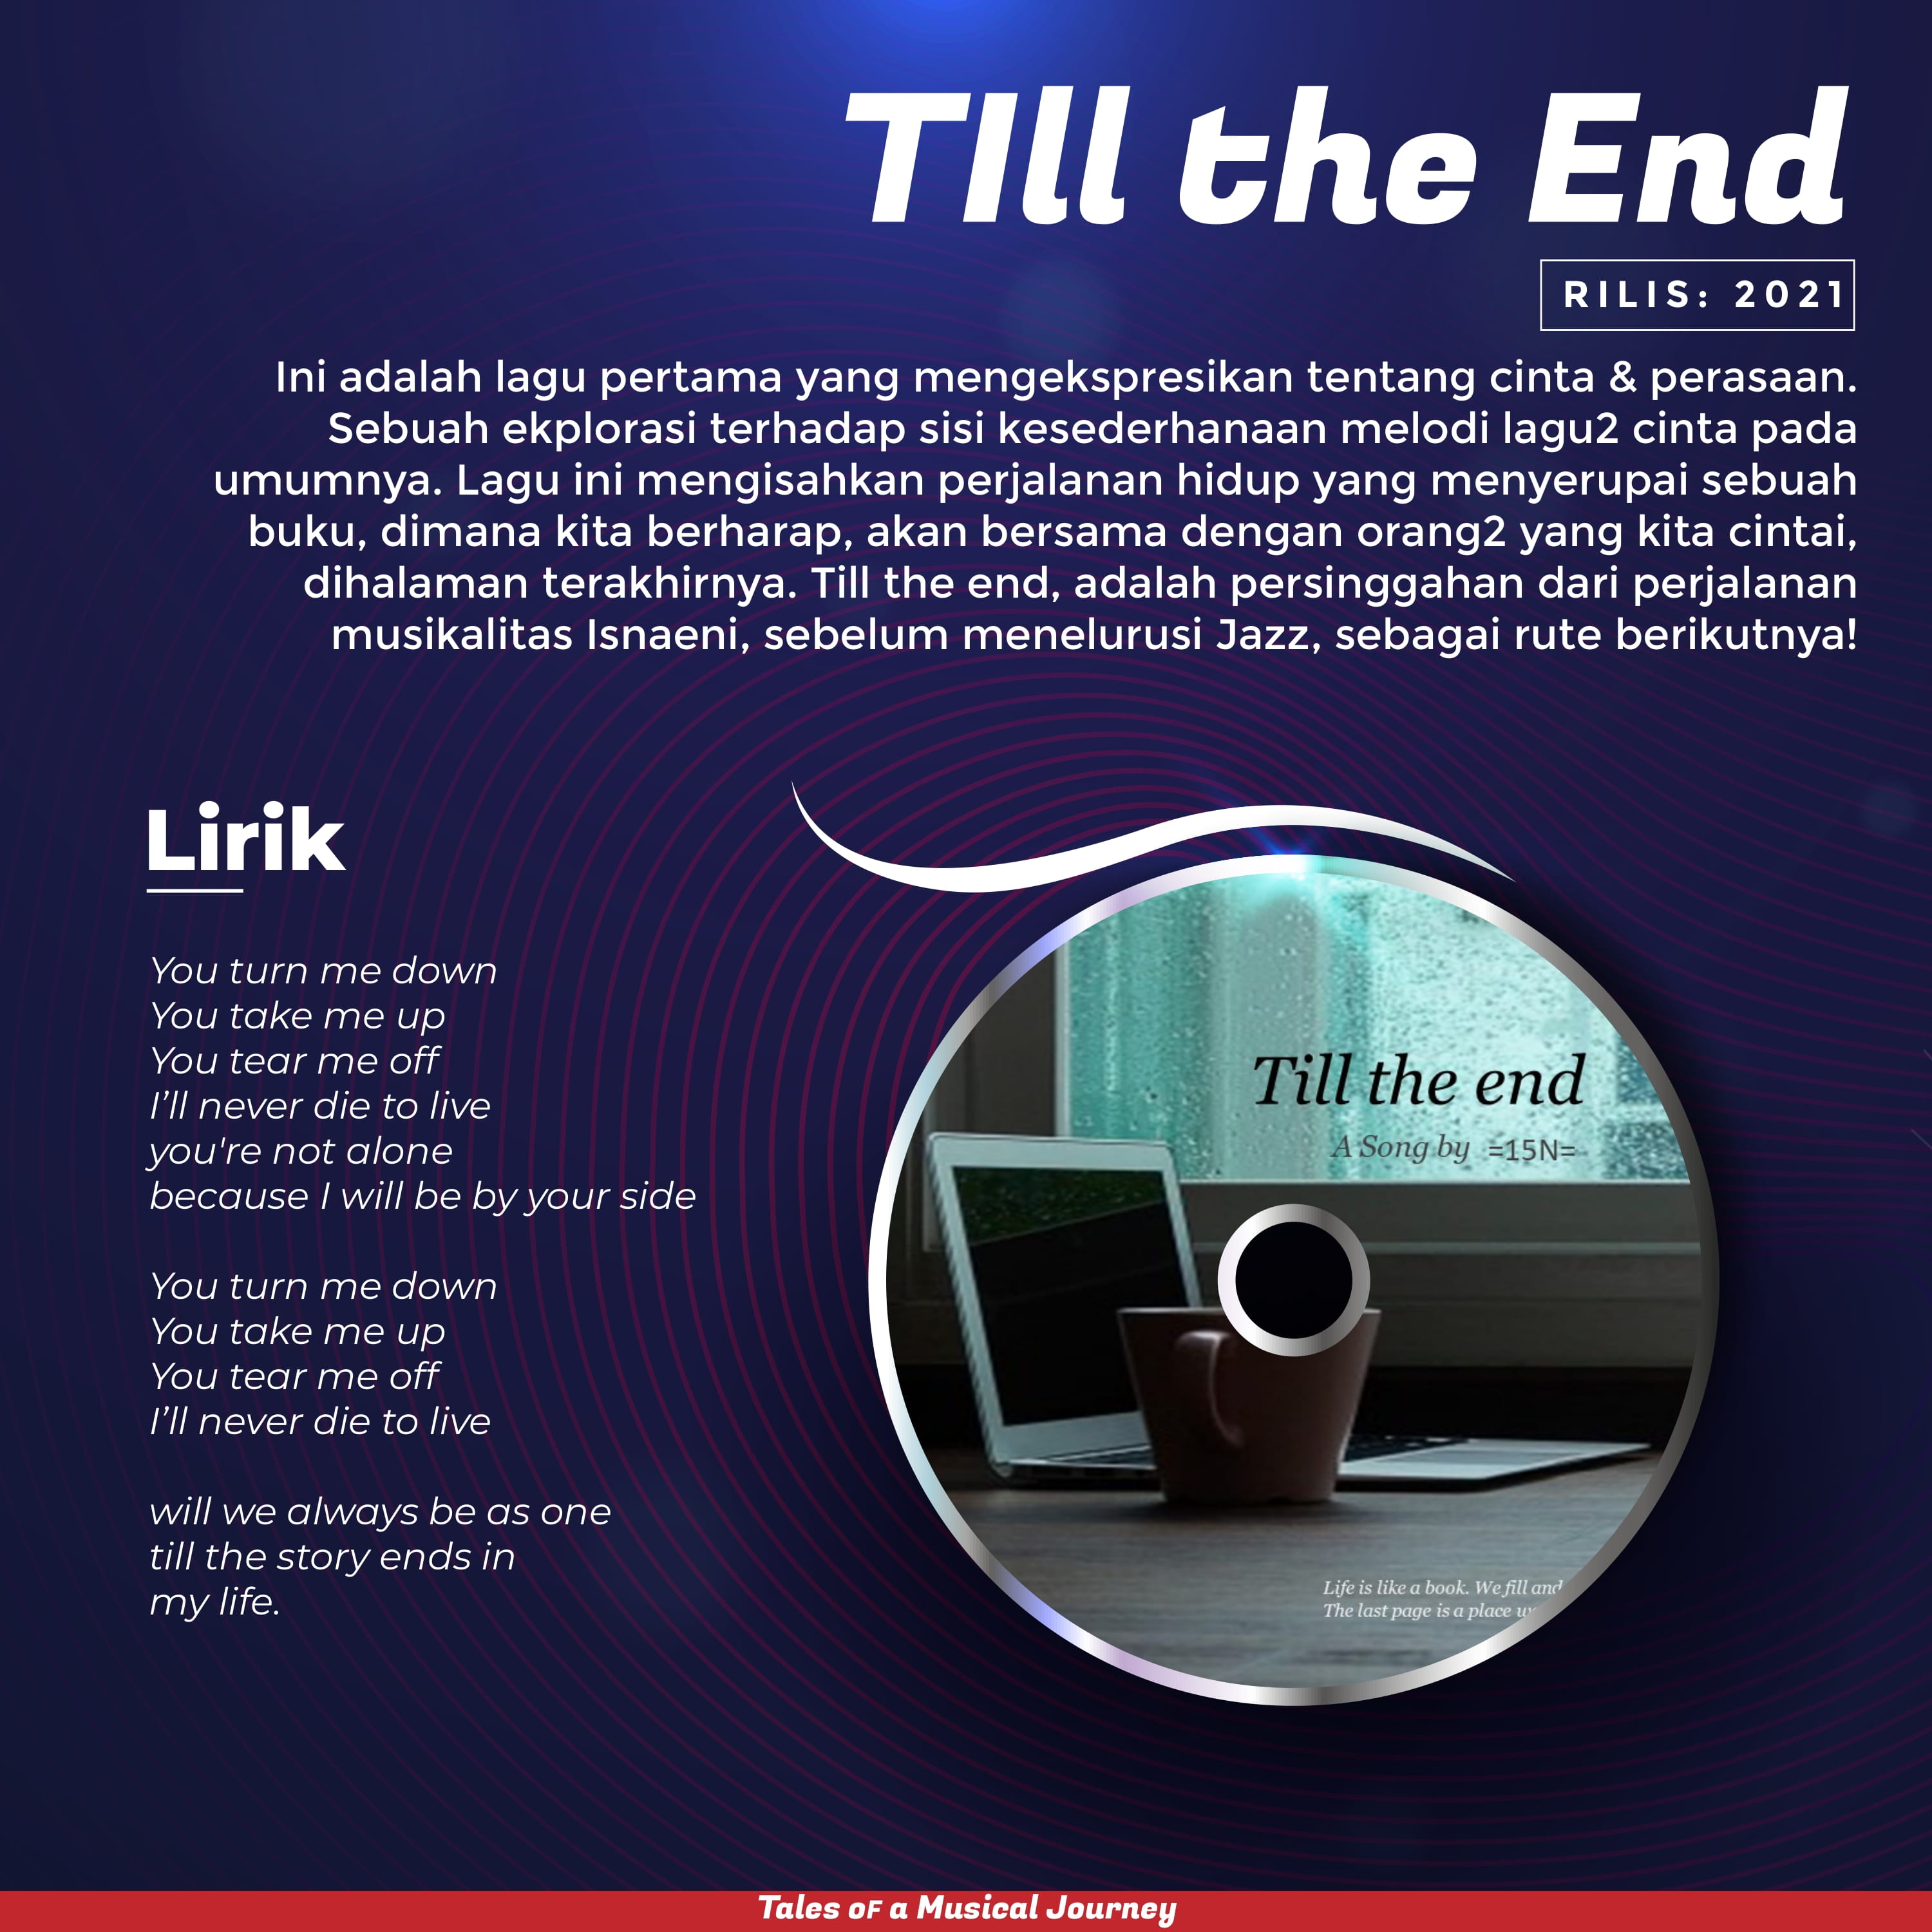 TIll the End
RILIS: 2021
Ini adalah lagu pertama yang mengekspresikan tentang cinta & perasaan.
Sebuah ekplorasi terhadap sisi kesederhanaan melodi lagu2 cinta pada
umumnya. Lagu ini mengisahkan perjalanan hidup yang menyerupai sebuah
buku, dimana kita berharap, akan bersama dengan orang2 yang kita cintai,
dihalaman terakhirnya. Till the end, adalah persinggahan dari perjalanan
musikalitas Isnaeni, sebelum menelurusi Jazz, sebagai rute berikutnya!
Lirik
You turn me down
You take me up
You tear me off
I’ll never die to live
you're not alone
because I will be by your side
You turn me down
You take me up
You tear me off
I’ll never die to live
will we always be as one
till the story ends in
my life.
Till the end
A Song by =15N=
Life is like a book. We fill and
The last page is a place
Tales oF a Musical Journey